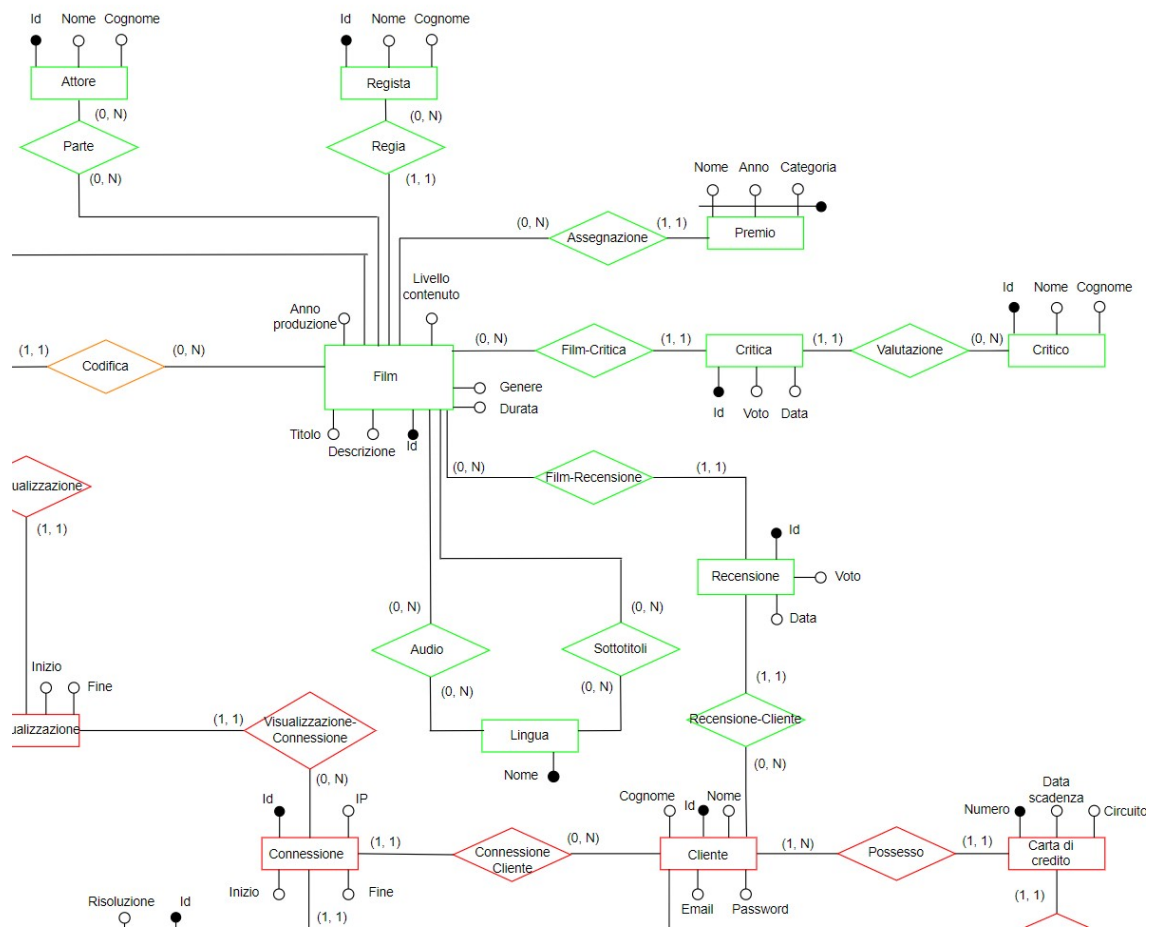 Id Nome Cognome
Id Nome Cognome
Attore
Regista
(0, N)
(0, N)
Parte
Regia
(0, N)
(1, 1)
Nome Anno Categoria
(0, N)
Assegnazione
(1, 1)
Premio
Livello
contenuto
Anno
produzione
Id Nome Cognome
(1, 1)
Codifica
(0, N)
Film
(0, N)
Film-Critica
(1, 1)
Critica
(1, 1)
Valutazione
(0, N)
Critico
Genere
Durata
Id Voto Data
Titolo
Descrizione
Id
(0, N)
Film-Recensione
(1, 1)
ualizzazione
(1, 1)
Id
Recensione
Voto
Data
(0, N)
(0, N)
Audio
Sottotitoli
(0, N)
(0, N)
Inizio
Fine
(1, 1)
ualizzazione
(1, 1)
Visualizzazione-
Connessione
Lingua
Nome
Recensione-Cliente
(0, N)
(0, N)
Id
IP
Cognome
Id
Nome
Data
scadenza
Numero
Circuito
(1, 1)
Connessione
Connessione
Cliente
(0, N)
Cliente
(1, N)
Possesso
(1, 1)
Carta di
credito
Inizio
Fine
Email
Password
Risoluzione
Id
(1, 1)
(1, 1)